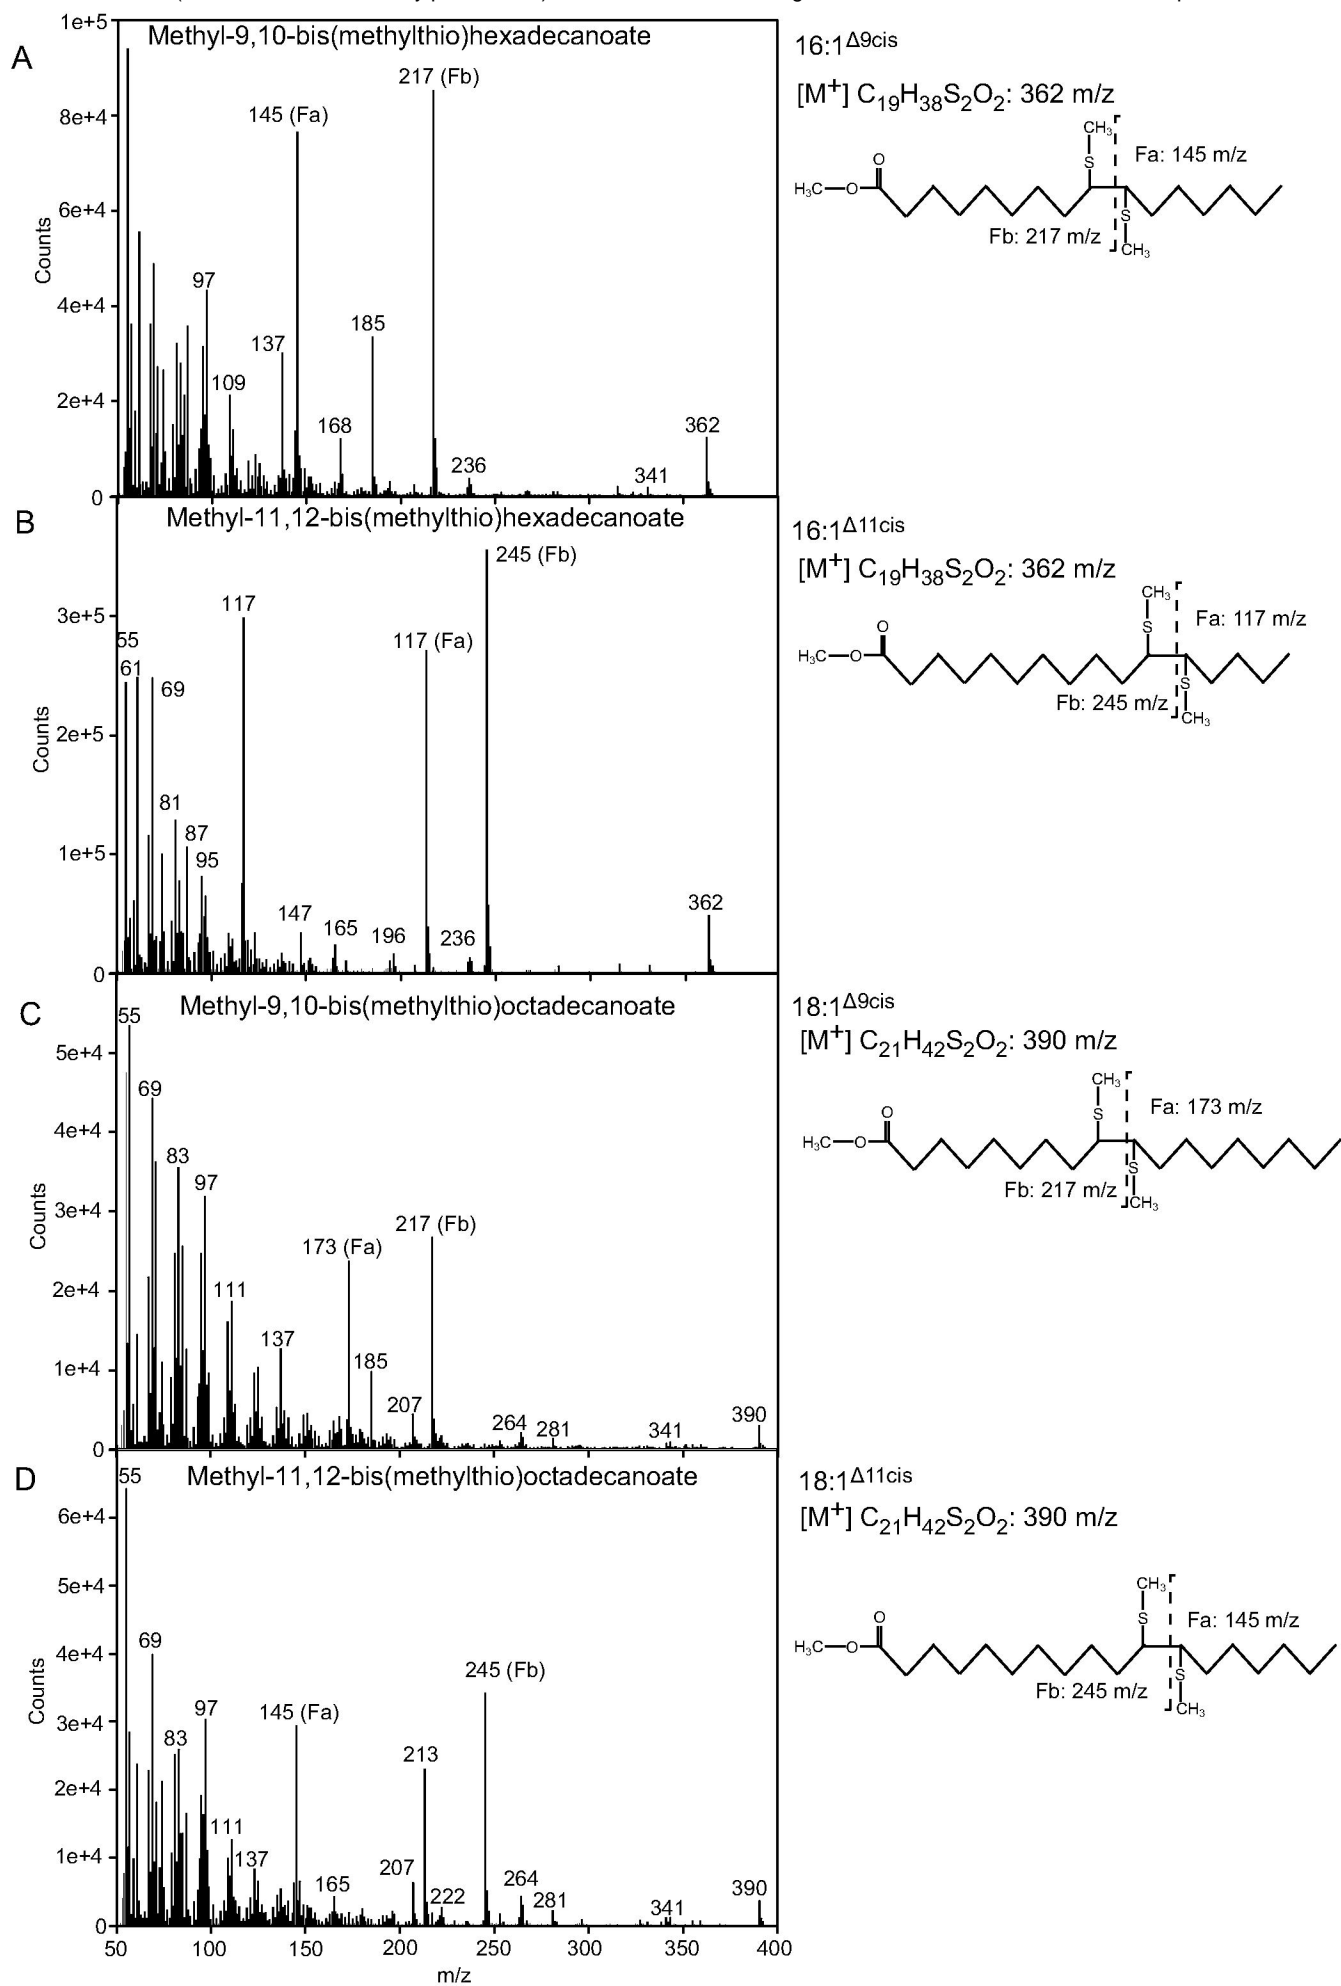 A
Methyl-9,10-bis(methylthio)hexadecanoate
1e+5
8e+4
6e+4
4e+4
2e+4
0
Counts
97
109
137
145 (Fa)
168
185
217 (Fb)
236
341
362
16:1Δ9cis
[M+] C19H38S2O2: 362 m/z
CH3
S
Fa: 145 m/z
O
H3C
O
S
Fb: 217 m/z
CH3
B
Methyl-11,12-bis(methylthio)hexadecanoate
3e+5
2e+5
1e+5
0
Counts
55
61
69
81
87
95
117
147
165
196
117 (Fa)
236
245 (Fb)
362
16:1Δ11cis
[M+] C19H38S2O2: 362 m/z
CH3
S
Fa: 117 m/z
O
H3C
O
S
Fb: 245 m/z
CH3
C
Methyl-9,10-bis(methylthio)octadecanoate
5e+4
4e+4
3e+4
2e+4
1e+4
0
Counts
55
69
83
97
111
137
173 (Fa)
185
207
217 (Fb)
264
281
341
390
18:1Δ9cis
[M+] C21H42S2O2: 390 m/z
CH3
S
Fa: 173 m/z
O
H3C
O
S
Fb: 217 m/z
CH3
D
Methyl-11,12-bis(methylthio)octadecanoate
6e+4
5e+4
4e+4
3e+4
2e+4
1e+4
0
Counts
55
69
83
97
111
137
145 (Fa)
165
207
213
222
245 (Fb)
264
281
341
390
50
100
150
200
250
300
350
400
m/z
18:1Δ11cis
[M+] C21H42S2O2: 390 m/z
CH3
S
Fa: 145 m/z
O
H3C
O
S
Fb: 245 m/z
CH3